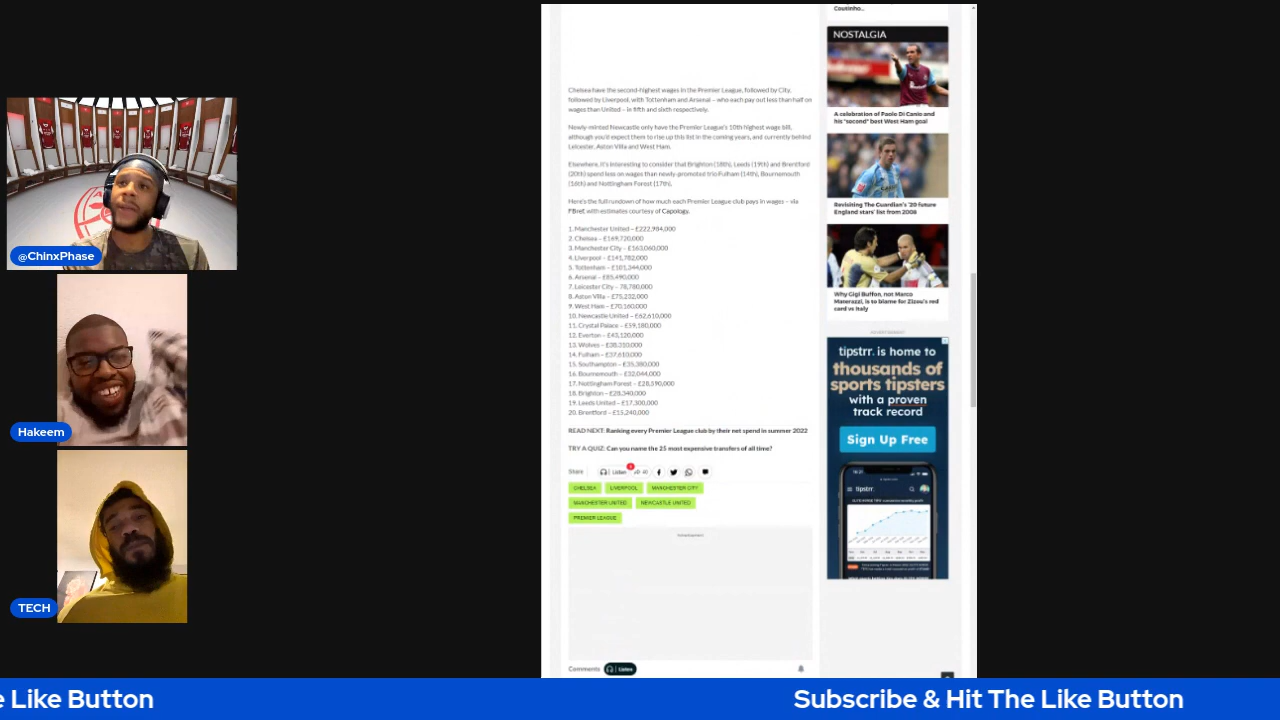 Cousinho...
NOSTALGIA
Chelsea have the second-highest wages in the Premier League, followed by City,
followed by Liverpool, with Tottenham and Arsenal – who each pay out less than half on
wages than United – in fifth and sixth respectively.
Newly-minted Newcastle only have the Premier League's 10th highest wage bill,
although you'd expect them to rise up this list in the coming years, and currently behind
Leicester, Aston Villa and West Ham.
Elsewhere, it's interesting to consider that Brighton (18th), Leeds (19th) and Brentford
(20th) spend less on wages than newly-promoted trio Fulham (14th), Bournemouth
(16th) and Nottingham Forest (17th).
Here's the full rundown of how much each Premier League club pays in wages – via
FBref, with estimates courtesy of Capology.
1. Manchester United – £222,984,000
2. Chelsea – £169,720,000
3. Manchester City – £163,060,000
4. Liverpool – £141,782,000
5. Tottenham – £101,344,000
6. Arsenal – £85,490,000
7. Leicester City – 78,780,000
8. Aston Villa – £75,232,000
9. West Ham – £70,160,000
10. Newcastle United – £62,610,000
11. Crystal Palace – £59,180,000
12. Everton – £45,120,000
13. Wolves – £38,310,000
14. Fulham – £37,610,000
15. Southampton – £35,380,000
16. Bournemouth – £32,044,000
17. Nottingham Forest – £28,590,000
18. Brighton – £28,340,000
19. Leeds United – £17,300,000
20. Brentford – £15,240,000
READ NEXT: Ranking every Premier League club by their net spend in summer 2022
TRY A QUIZ: Can you name the 25 most expensive transfers of all time?
Share
Listen
40
CHELSEA LIVERPOOL MANCHESTER CITY
MANCHESTER UNITED NEWCASTLE UNITED
PREMIER LEAGUE
Advertisement
Comments Listen
A celebration of Paolo Di Canio and
his "second" best West Ham goal
Revisiting The Guardian's '20 future
England stars' list from 2008
Why Gigi Buffon, not Marco
Materazzi, is to blame for Zizou's red
card vs Italy
ADVERTISEMENT
tipstrr. is home to
thousands of
sports tipsters
with a proven
track record
Sign Up Free
tipstrr.
@ChinxPhase
Hakeem
TECH
e Like Button
Subscribe & Hit The Like Button